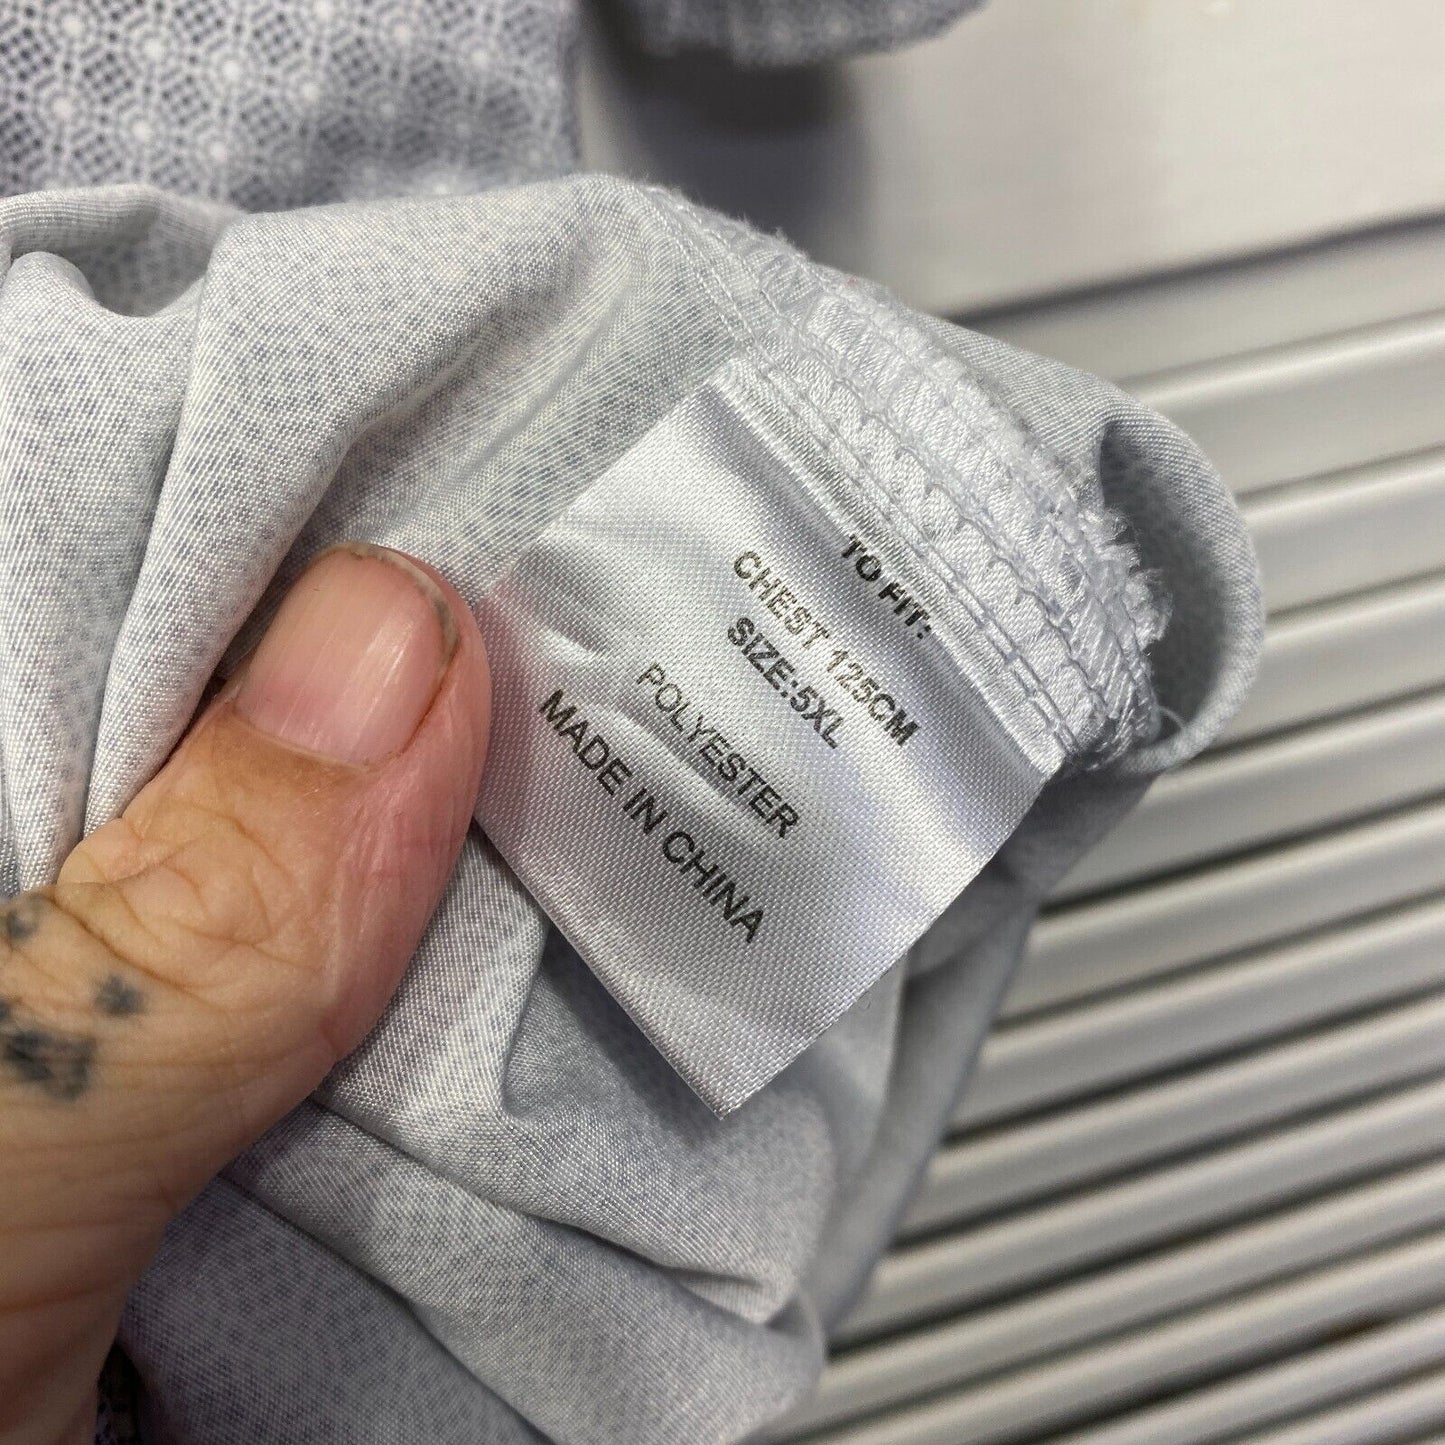 TO FIT:
CHEST 125CM
SIZE:5XL
POLYESTER
MADE IN CHINA